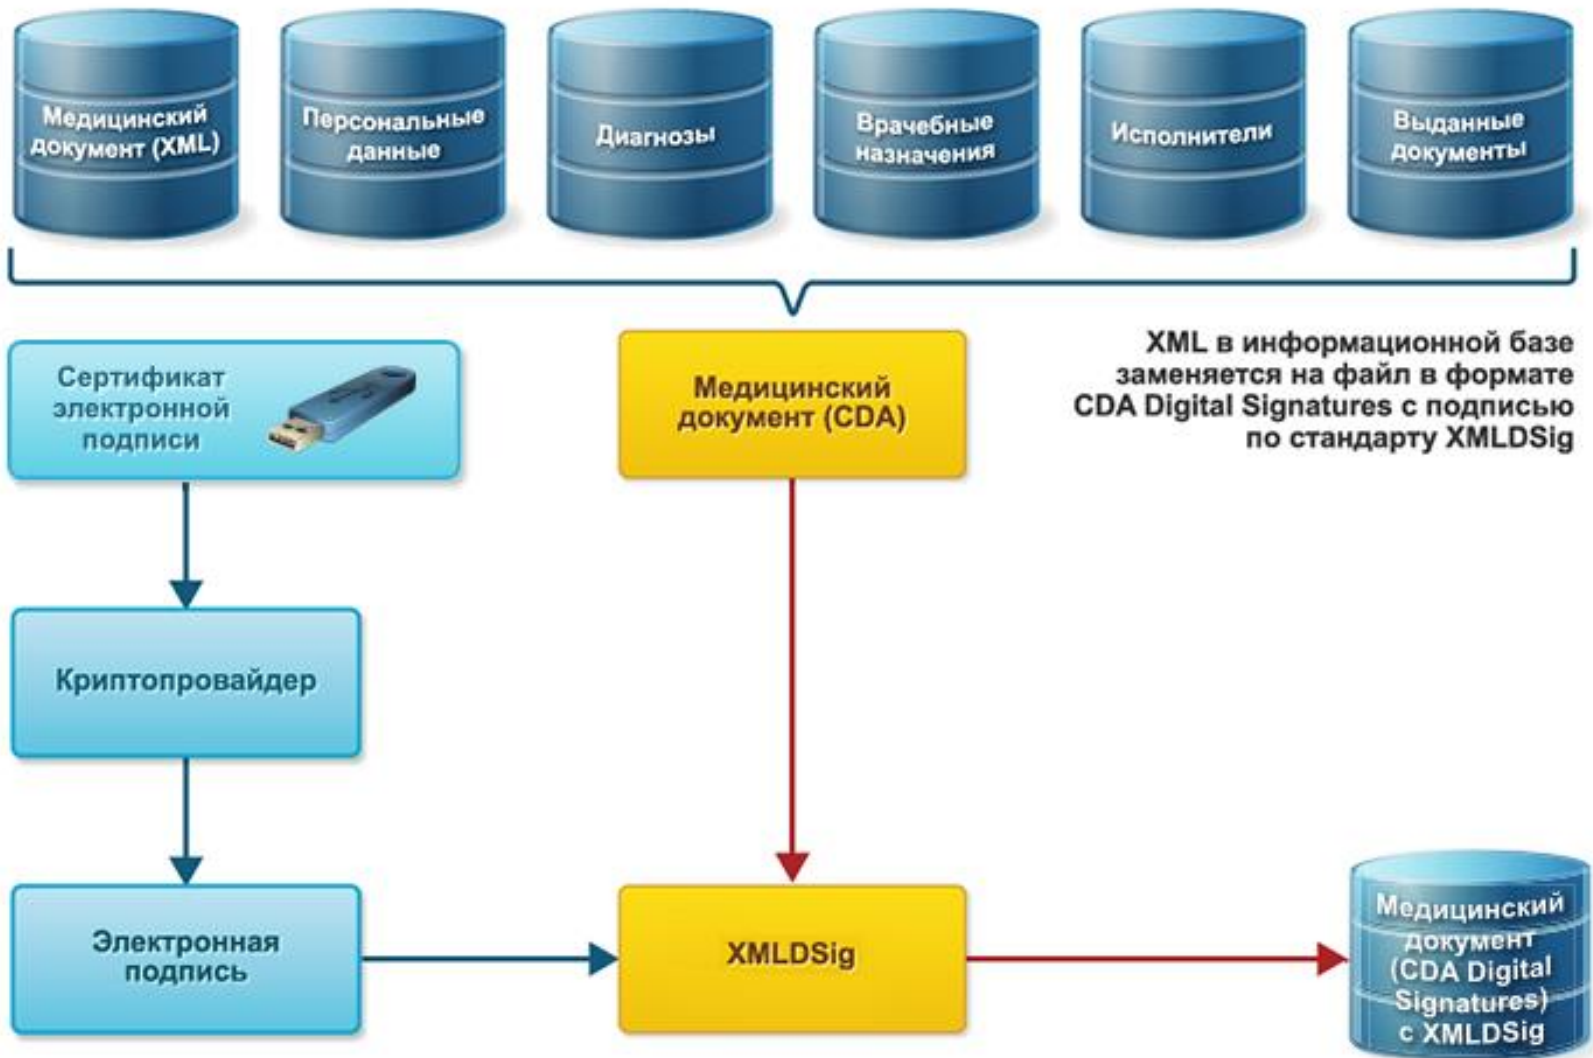 Медицинский
документ (XML)
Персональные
данные
Диагнозы
Врачебные
назначения
Исполнители
Выданные
документы
Сертификат
электронной
подписи
Медицинский
документ (CDA)
XML в информационной базе
заменяется на файл в формате
CDA Digital Signatures с подписью
по стандарту XMLDSig
Криптопровайдер
Электронная
подпись
XMLDSig
Медицинский
документ
(CDA Digital
Signatures)
с XMLDSig